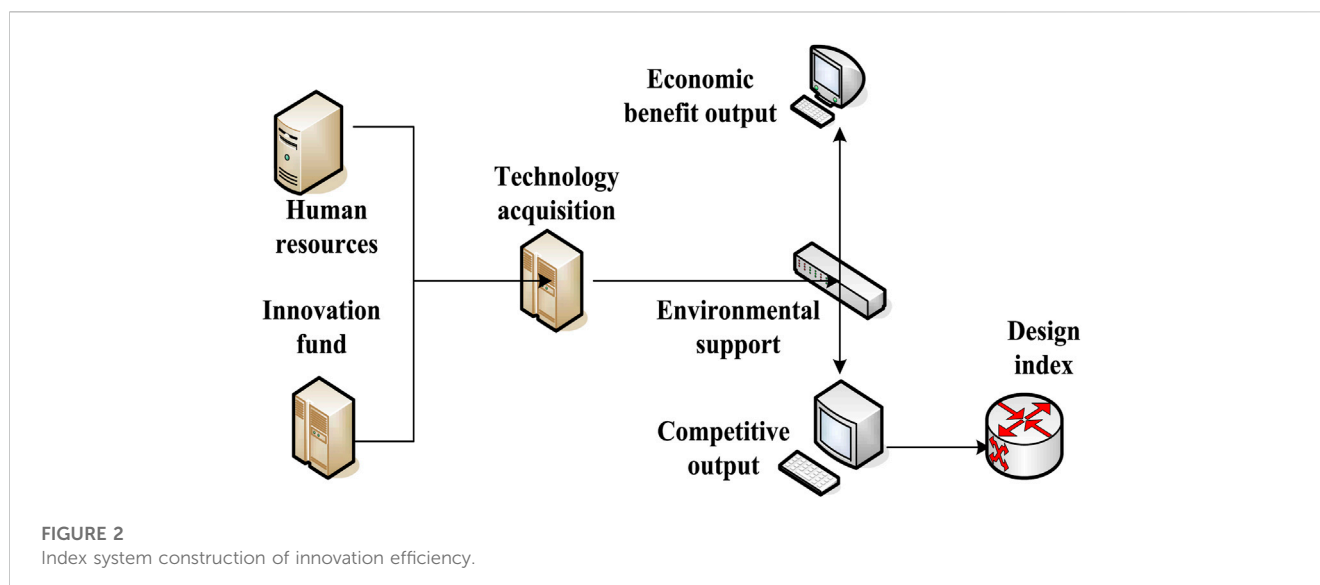 Economic
benefit output
Human
resources
Technology
acquisition
Innovation
fund
Environmental
support
Design
index
Competitive
output
FIGURE 2
Index system construction of innovation efficiency.